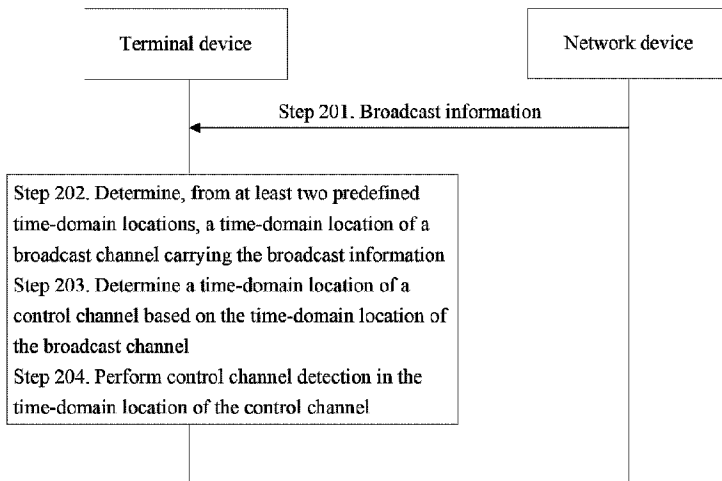 Terminal device
Network device
Step 201. Broadcast information
Step 202. Determine, from at least two predefined
time-domain locations, a time-domain location of a
broadcast channel carrying the broadcast information
Step 203. Determine a time-domain location of a
control channel based on the time-domain location of
the broadcast channel
Step 204. Perform control channel detection in the
time-domain location of the control channel